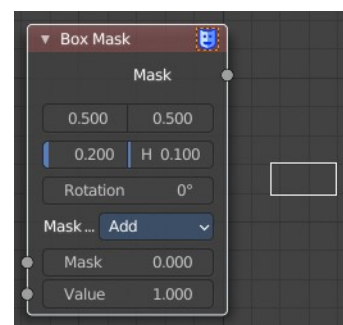 Box Mask
Mask
0.500 0.500
0.200 H 0.100
Rotation 0°
Mask ... Add
Mask 0.000
Value 1.000